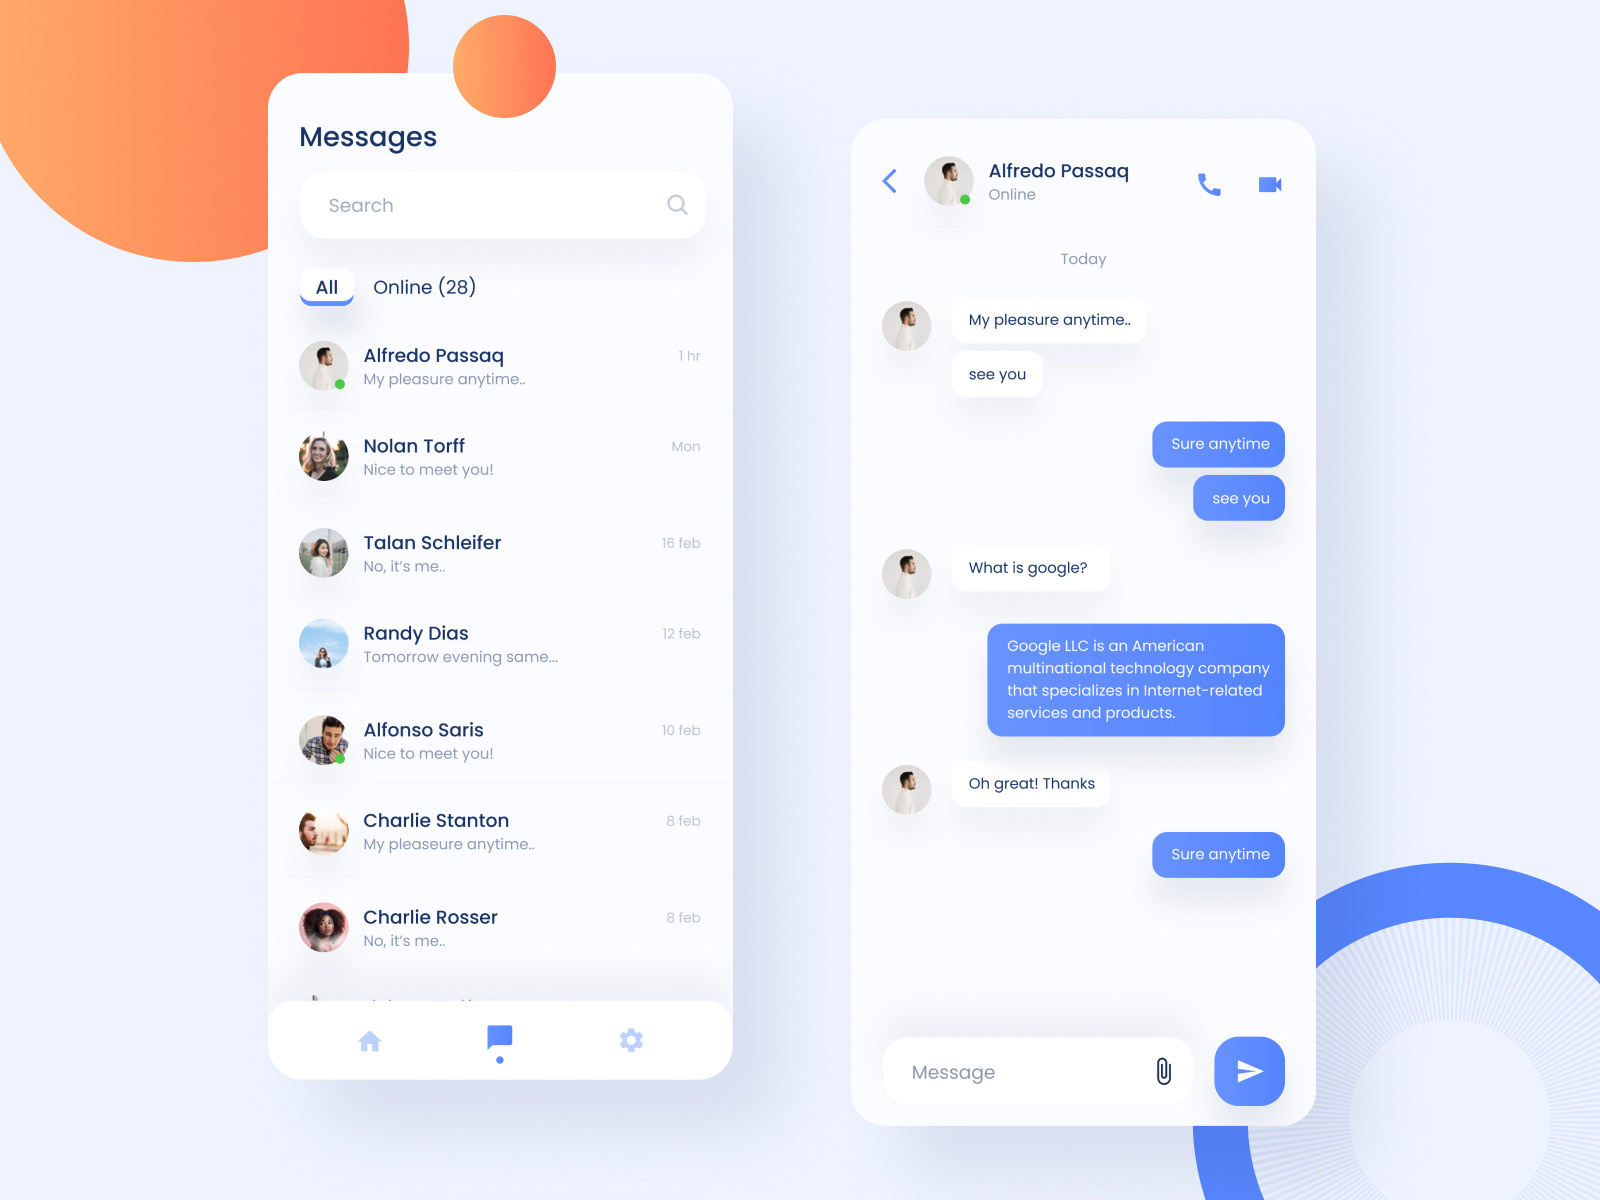 Messages
Search
All
Online (28)
Alfredo Passaq
1 hr
My pleasure anytime..
Nolan Torff
Mon
Nice to meet you!
Talan Schleifer
16 feb
No, it's me..
Randy Dias
12 feb
Tomorrow evening same...
Alfonso Saris
10 feb
Nice to meet you!
Charlie Stanton
8 feb
My pleaseure anytime..
Charlie Rosser
8 feb
No, it's me..
Alfredo Passaq
Online
Today
My pleasure anytime..
see you
Sure anytime
see you
What is google?
Google LLC is an American
multinational technology company
that specializes in Internet-related
services and products.
Oh great! Thanks
Sure anytime
Message